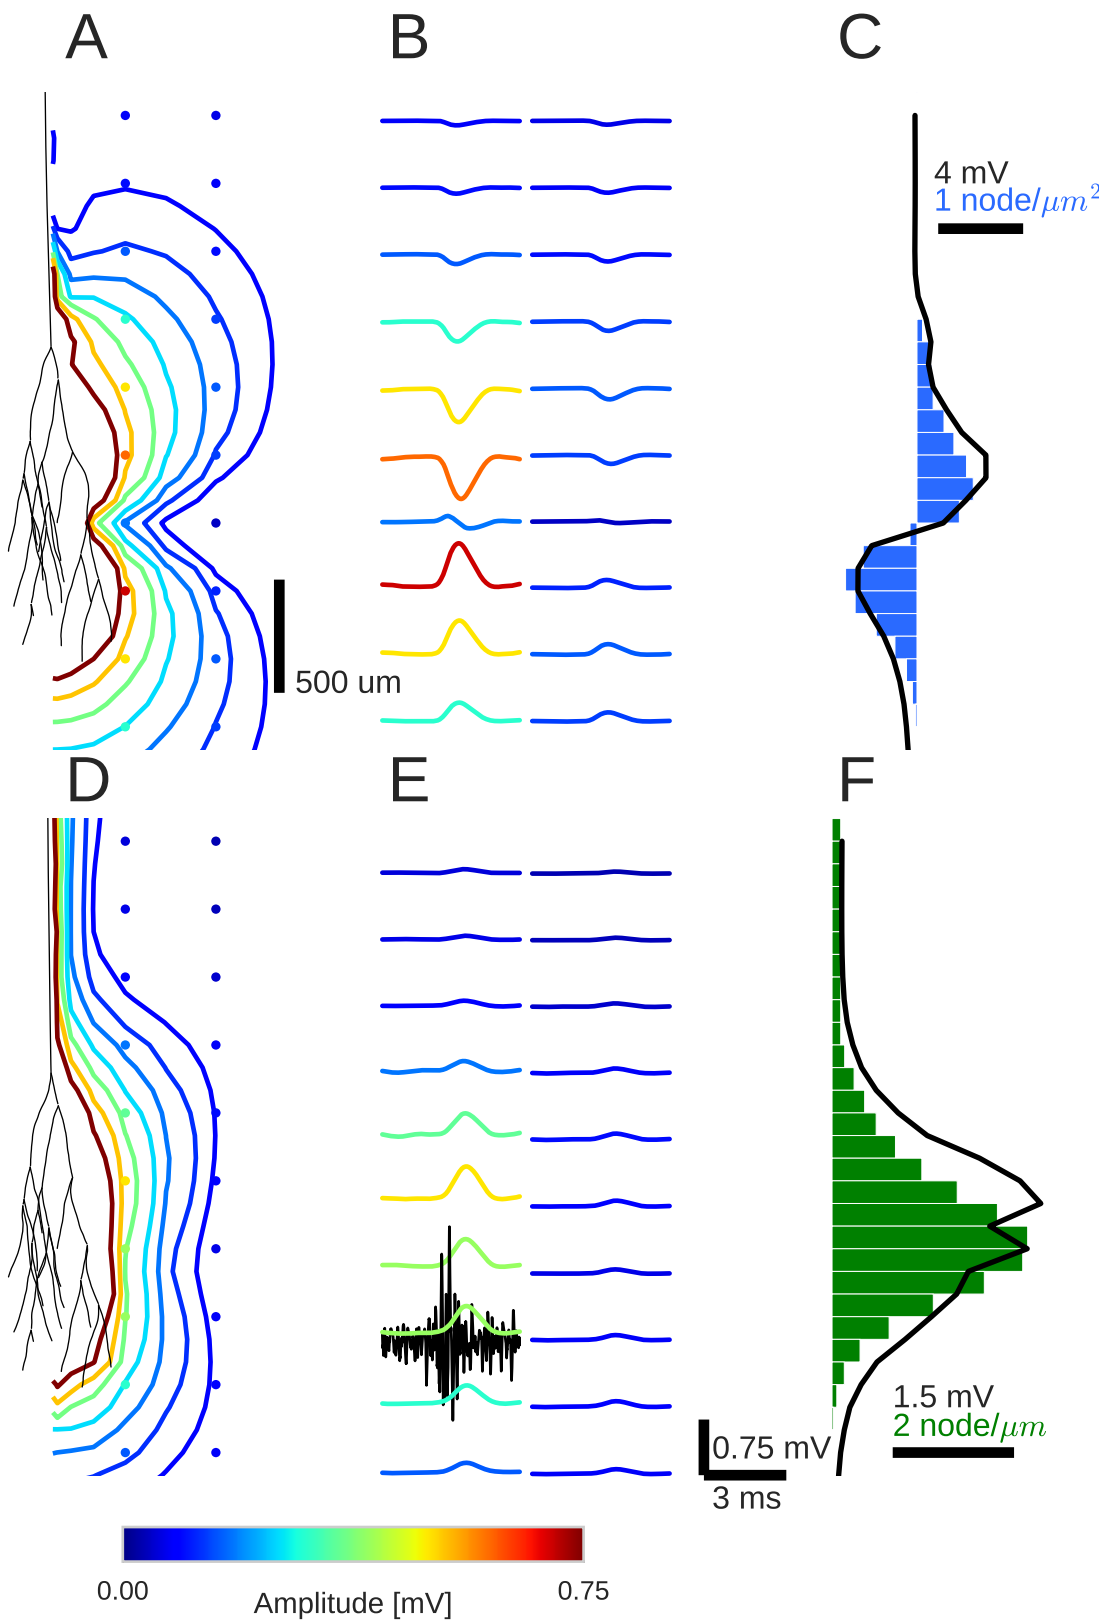 A
B
C
4 mV
1 node/μm²
500 um
D
E
F
1.5 mV
2 node/μm
0.75 mV
3 ms
0.00
0.75
Amplitude [mV]